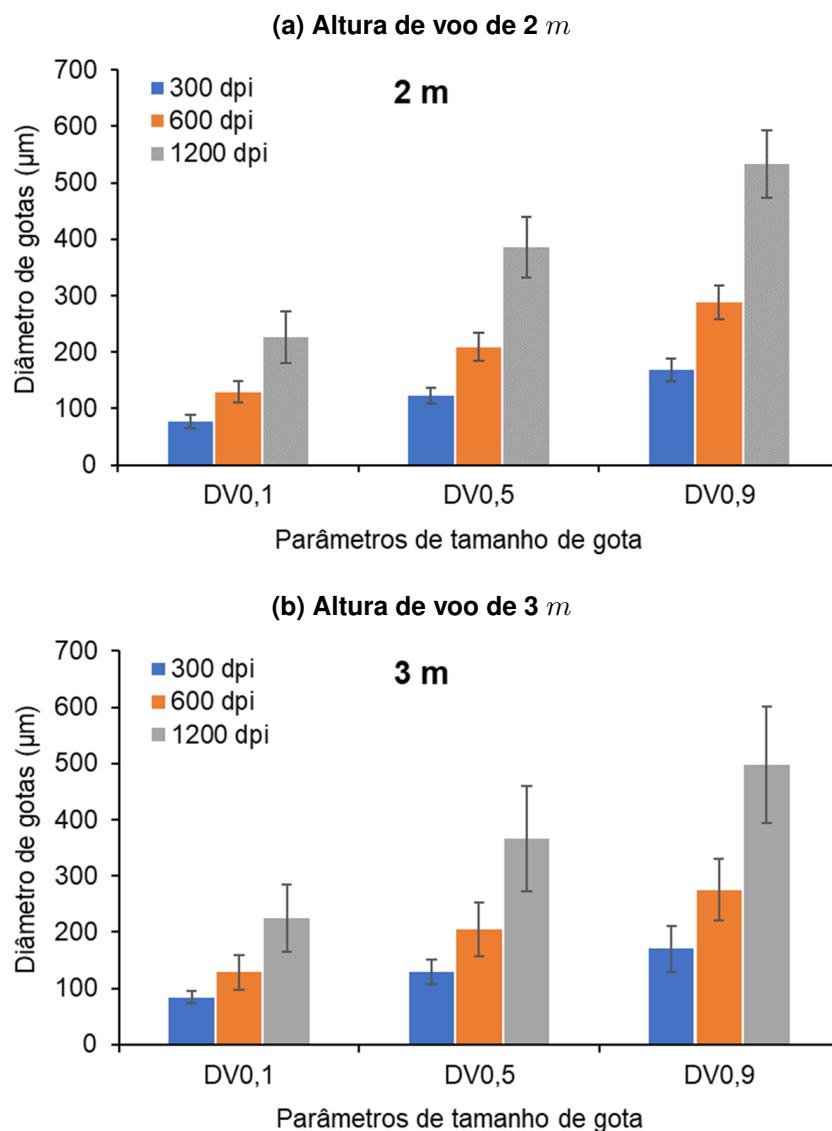 (a) Altura de voo de 2 m
700
600
500
400
300
200
100
0
Diâmetro de gotas (µm)
300 dpi
600 dpi
1200 dpi
2 m
DV0,1
DV0,5
DV0,9
Parâmetros de tamanho de gota
(b) Altura de voo de 3 m
700
600
500
400
300
200
100
0
Diâmetro de gotas (µm)
300 dpi
600 dpi
1200 dpi
3 m
DV0,1
DV0,5
DV0,9
Parâmetros de tamanho de gota